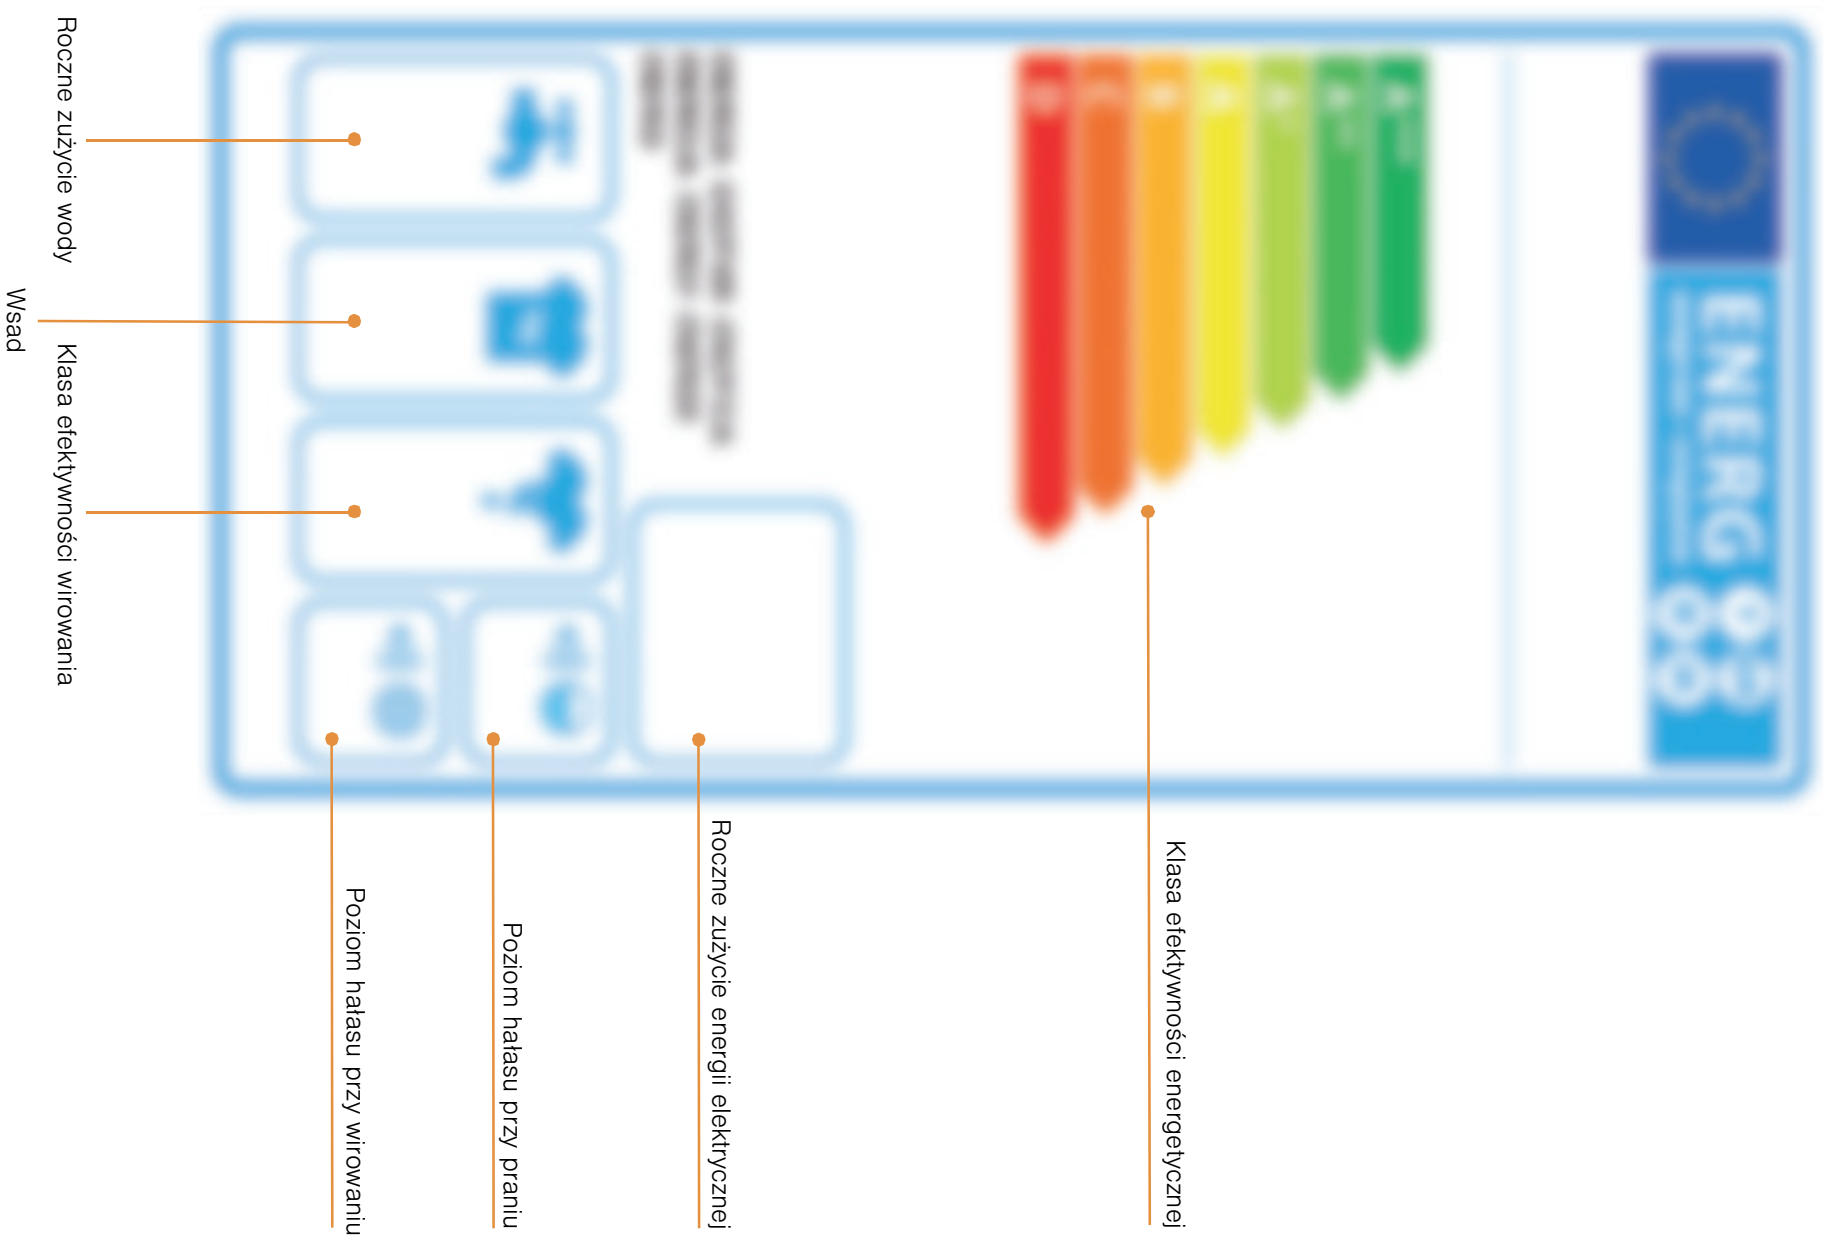 ENERG
A
A
A
A
B
C
D
Klasa efektywności energetycznej
Roczne zużycie energii elektrycznej
Poziom hałasu przy praniu
Poziom hałasu przy wirowaniu
Roczne zużycie wody
Wsad
Klasa efektywności wirowania